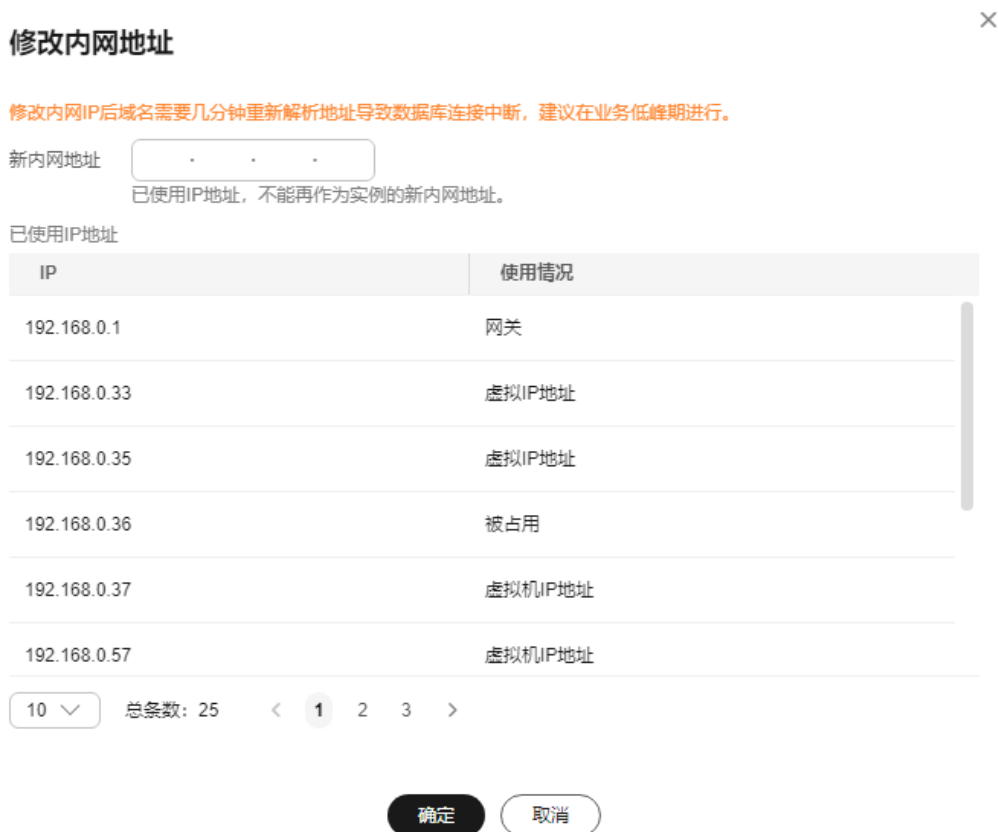 修改内网地址
修改内网IP后域名需要几分钟重新解析地址导致数据库连接中断，建议在业务低峰期进行。
新内网地址 . . .
已使用IP地址，不能再作为实例的新内网地址。
已使用IP地址
IP 使用情况
192.168.0.1 网关
192.168.0.33 虚拟IP地址
192.168.0.35 虚拟IP地址
192.168.0.36 被占用
192.168.0.37 虚拟机IP地址
192.168.0.57 虚拟机IP地址
10 总条数：25 1 2 3
确定 取消